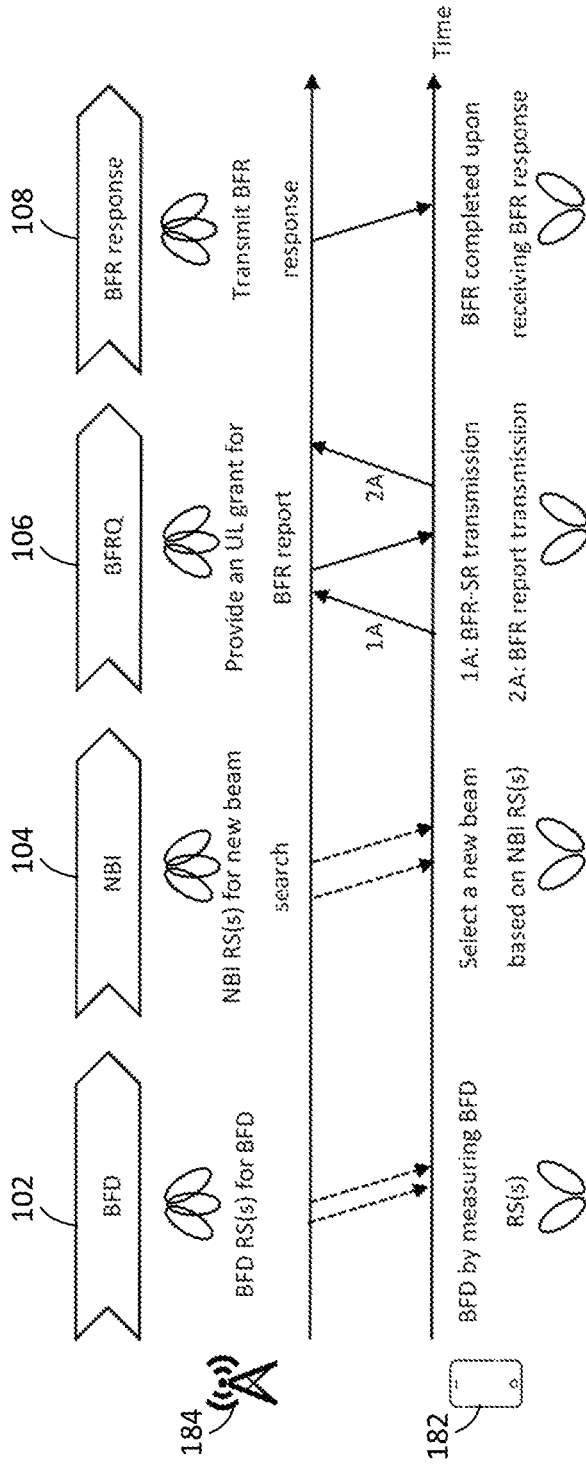 102
104
106
108
BFD
NBI
BFRQ
BFR response
BFD RS(s) for BFD
NBI RS(s) for new beam
search
Provide an UL grant for
BFR report
Transmit BFR
response
184
1A
2A
Time
182
BFD by measuring BFD
RS(s)
Select a new beam
based on NBI RS(s)
1A: BFR-SR transmission
2A: BFR report transmission
BFR completed upon
receiving BFR response